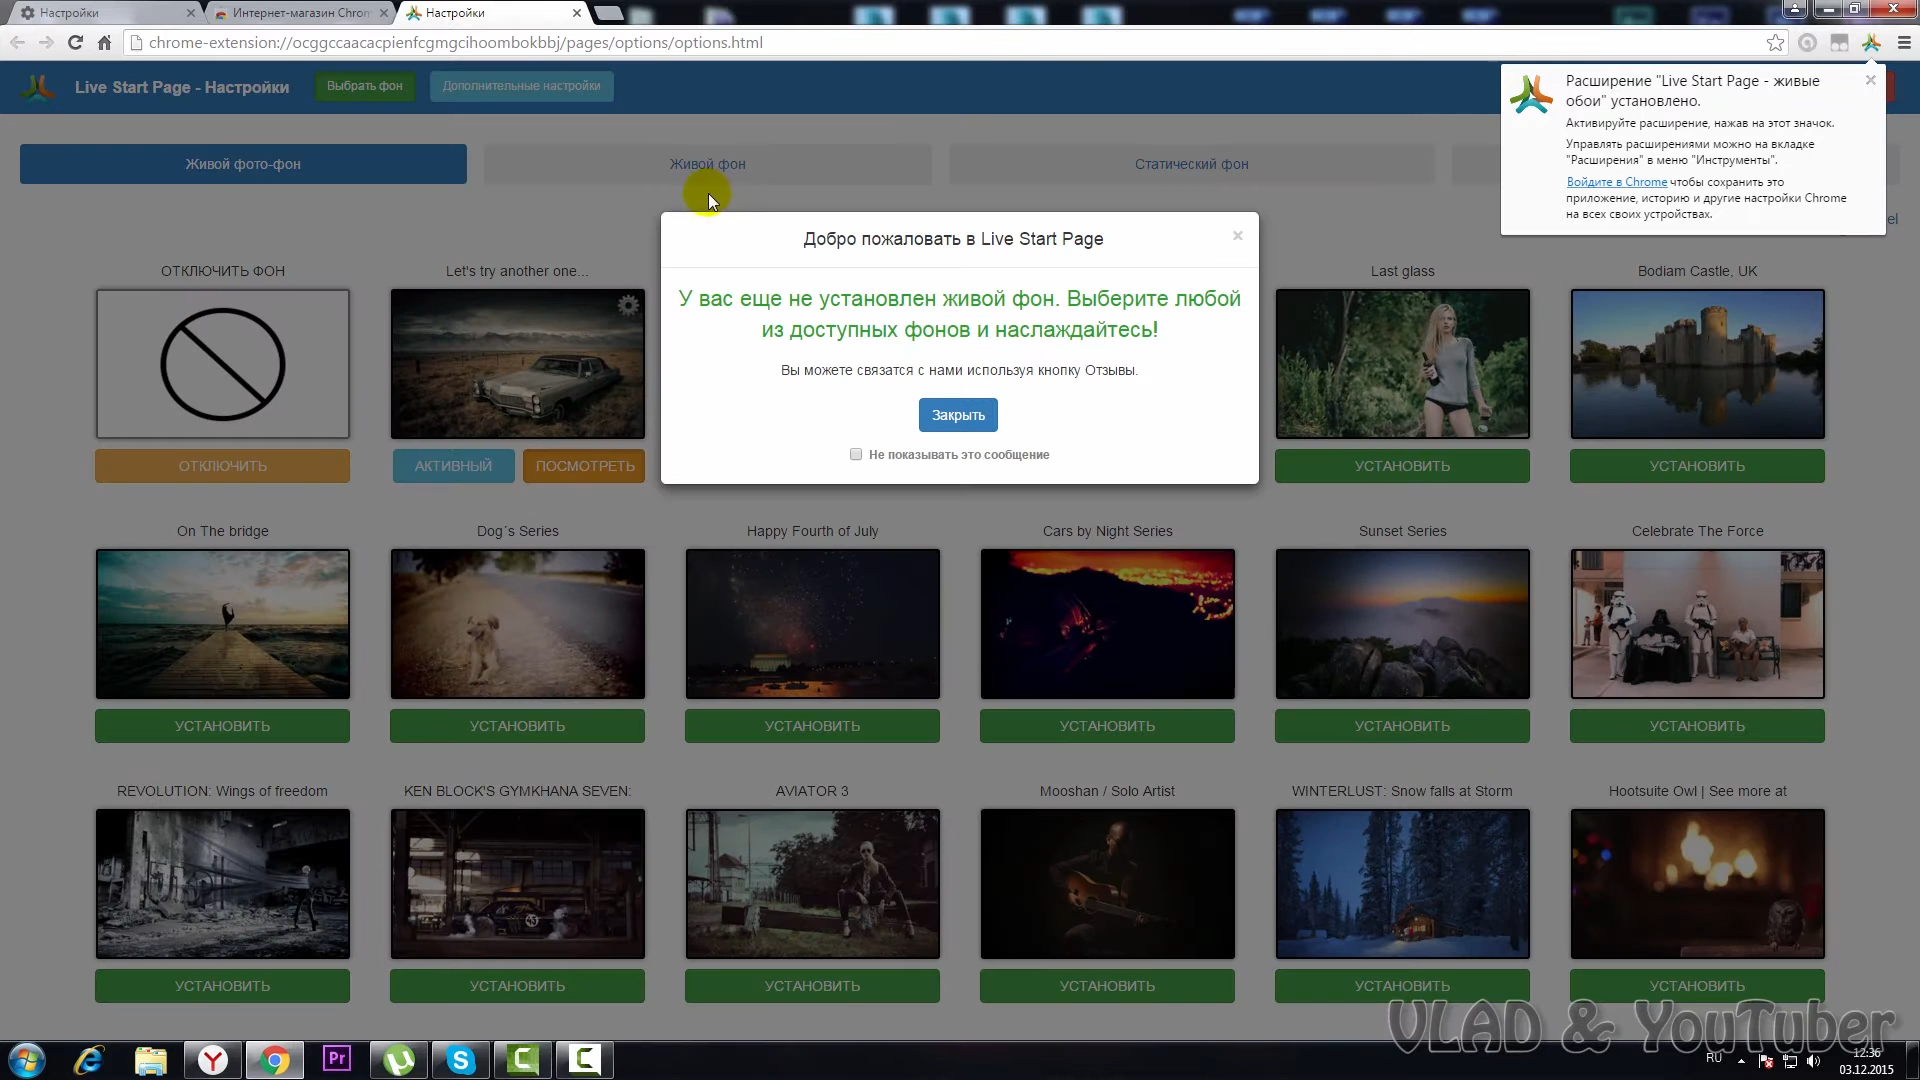 Настройки
Интернет-магазин Chrom
Настройки
chrome-extension://ocggccaacacpienfcgmgcihoombokbbj/pages/options/options.html
Live Start Page - Настройки
Выбрать фон
Дополнительные настройки
Расширение "Live Start Page - живые
обои" установлено.
Активируйте расширение, нажав на этот значок.
Управлять расширениями можно на вкладке
"Расширения" в меню "Инструменты".
Войдите в Chrome чтобы сохранить это
приложение, историю и другие настройки Chrome
на всех своих устройствах.
Живой фото-фон
Живой фон
Статический фон
el
Добро пожаловать в Live Start Page
У вас еще не установлен живой фон. Выберите любой
из доступных фонов и наслаждайтесь!
Вы можете связатся с нами используя кнопку Отзывы.
Закрыть
Не показывать это сообщение
ОТКЛЮЧИТЬ ФОН
Let's try another one...
Last glass
Bodiam Castle, UK
ОТКЛЮЧИТЬ
АКТИВНЫЙ
ПОСМОТРЕТЬ
УСТАНОВИТЬ
УСТАНОВИТЬ
On The bridge
Dog´s Series
Happy Fourth of July
Cars by Night Series
Sunset Series
Celebrate The Force
УСТАНОВИТЬ
УСТАНОВИТЬ
УСТАНОВИТЬ
УСТАНОВИТЬ
УСТАНОВИТЬ
УСТАНОВИТЬ
REVOLUTION: Wings of freedom
KEN BLOCK'S GYMKHANA SEVEN:
AVIATOR 3
Mooshan / Solo Artist
WINTERLUST: Snow falls at Storm
Hootsuite Owl | See more at
УСТАНОВИТЬ
УСТАНОВИТЬ
УСТАНОВИТЬ
УСТАНОВИТЬ
УСТАНОВИТЬ
УСТАНОВИТЬ
VLAD & YouTuber
Pr
RU
12:36
03.12.2015